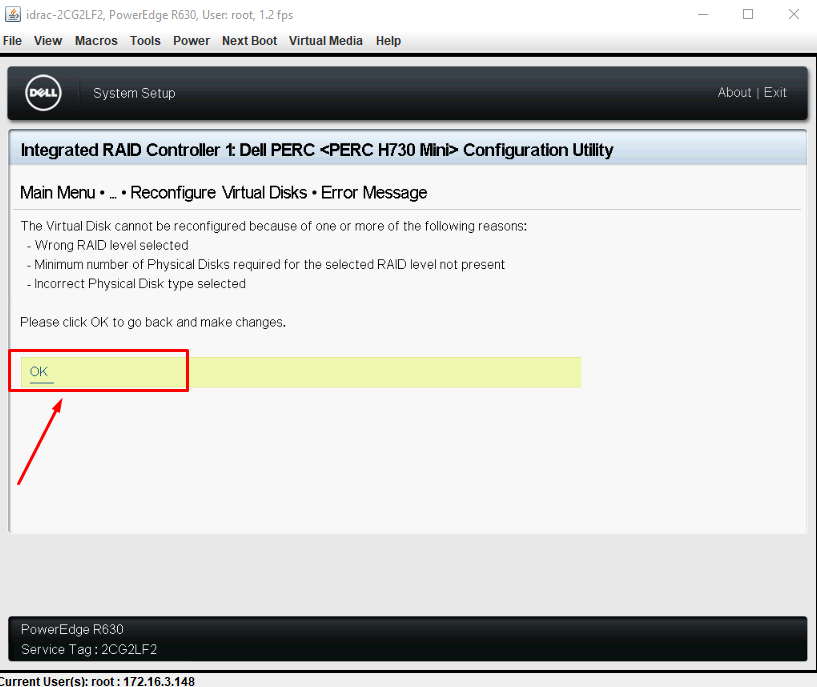 idrac-2CG2LF2, PowerEdge R630, User: root, 1.2 fps
File View Macros Tools Power Next Boot Virtual Media Help
DELL System Setup About | Exit
Integrated RAID Controller 1: Dell PERC <PERC H730 Mini> Configuration Utility
Main Menu • ... • Reconfigure Virtual Disks • Error Message
The Virtual Disk cannot be reconfigured because of one or more of the following reasons:
- Wrong RAID level selected
- Minimum number of Physical Disks required for the selected RAID level not present
- Incorrect Physical Disk type selected
Please click OK to go back and make changes.
OK
PowerEdge R630
Service Tag : 2CG2LF2
Current User(s): root : 172.16.3.148